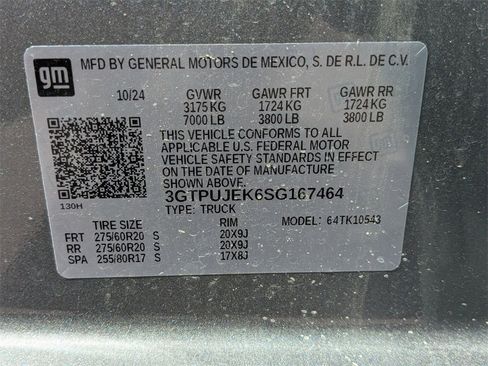 gm
MFD BY GENERAL MOTORS DE MEXICO, S. DE R.L. DE C.V.
10/24 GVWR GAWR FRT GAWR RR
3175 KG 1724 KG 1724 KG
7000 LB 3800 LB 3800 LB
THIS VEHICLE CONFORMS TO ALL
APPLICABLE U.S. FEDERAL MOTOR
VEHICLE SAFETY STANDARDS IN EFFECT
ON THE DATE OF MANUFACTURE
SHOWN ABOVE.
3GTPUJEK6SG167464
130H TYPE: TRUCK MODEL: 64TK10543
TIRE SIZE RIM
FRT 275/60R20 S 20X9J
RR 275/60R20 S 20X9J
SPA 255/80R17 S 17X8J